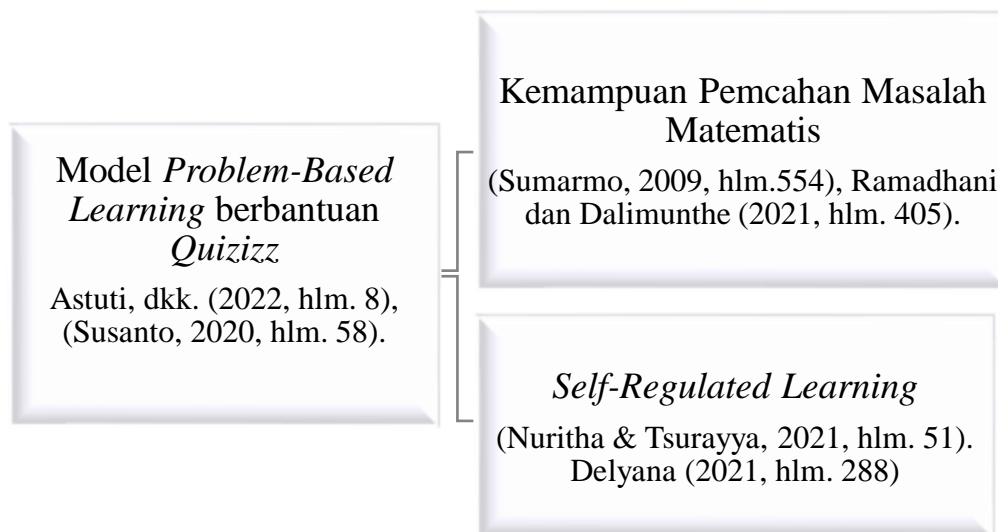 Model Problem-Based
Learning berbantuan
Quizizz
Astuti, dkk. (2022, hlm. 8),
(Susanto, 2020, hlm. 58).
Kemampuan Pemcahan Masalah
Matematis
(Sumarmo, 2009, hlm.554), Ramadhani
dan Dalimunthe (2021, hlm. 405).
Self-Regulated Learning
(Nuritha & Tsurayya, 2021, hlm. 51).
Delyana (2021, hlm. 288)